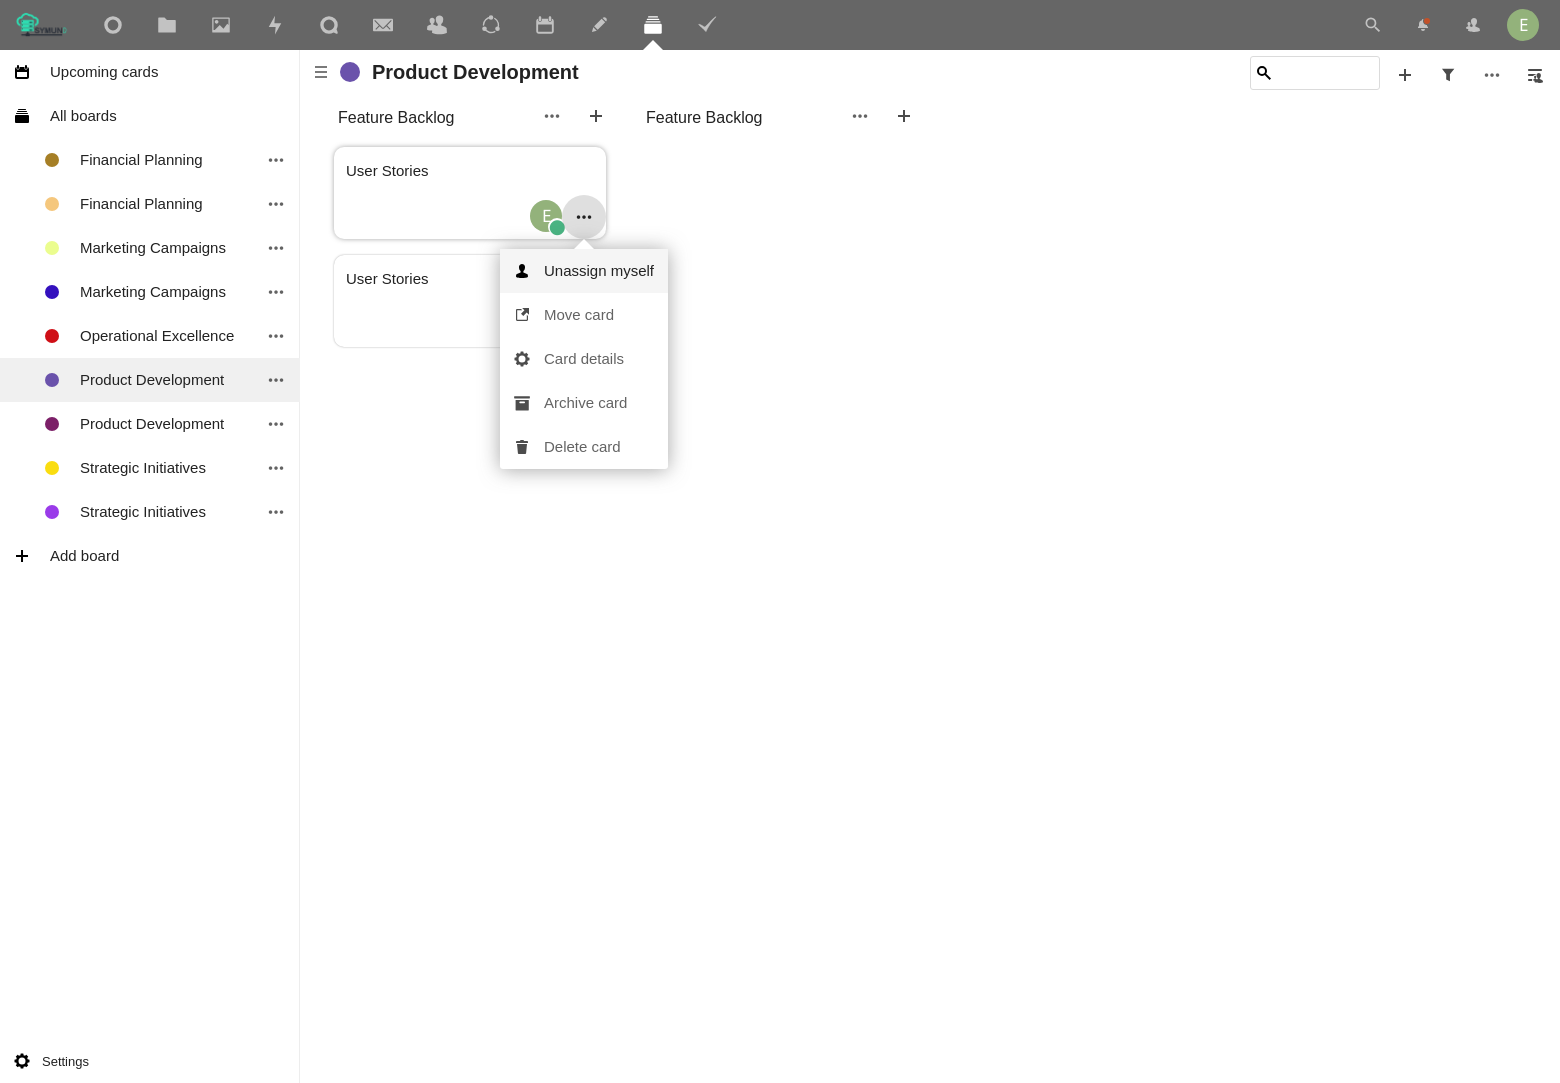 E
Upcoming cards
All boards
Financial Planning
Financial Planning
Marketing Campaigns
Marketing Campaigns
Operational Excellence
Product Development
Product Development
Strategic Initiatives
Strategic Initiatives
Add board
Settings
Product Development
Feature Backlog
Feature Backlog
User Stories
E
User Stories
Unassign myself
Move card
Card details
Archive card
Delete card